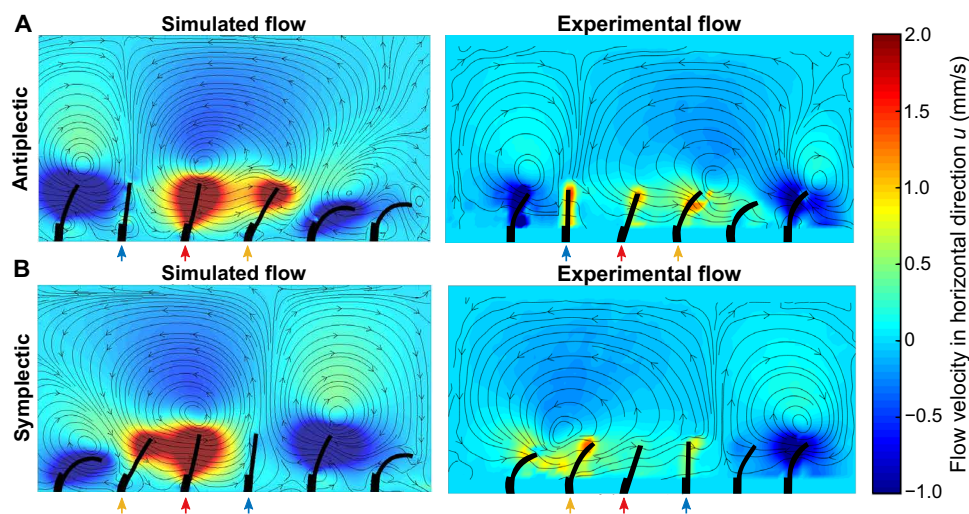 A
Simulated flow
Experimental flow
Antiplectic
B
Simulated flow
Experimental flow
Symplectic
2.0
1.5
1.0
0.5
0
−0.5
−1.0
Flow velocity in horizontal direction u (mm/s)